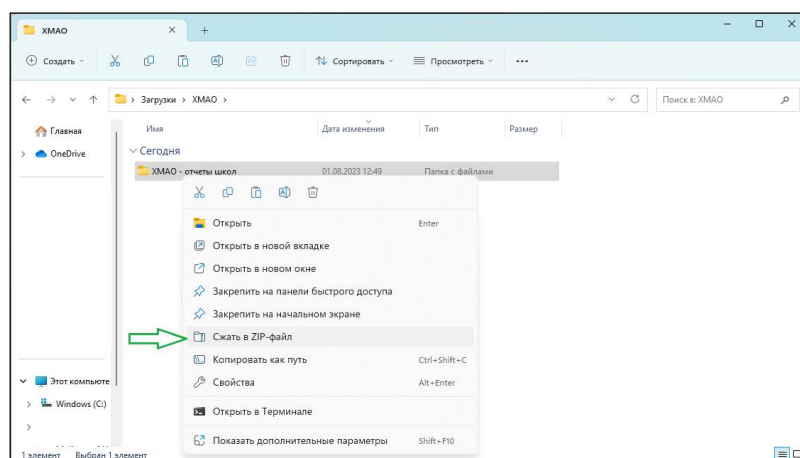 ХМАО
Создать
Сортировать
Просмотреть
Загрузки › ХМАО ›
Поиск в: ХМАО
Главная
OneDrive
Имя
Дата изменения
Тип
Размер
Сегодня
ХМАО - отчеты школ
01.08.2023 12:49
Папка с файлами
Открыть
Enter
Открыть в новой вкладке
Открыть в новом окне
Закрепить на панели быстрого доступа
Закрепить на начальном экране
Сжать в ZIP-файл
Копировать как путь
Ctrl+Shift+C
Свойства
Alt+Enter
Открыть в Терминале
Показать дополнительные параметры
Shift+F10
Этот компьюте
Windows (C:)
1 элемент
Выбран 1 элемент